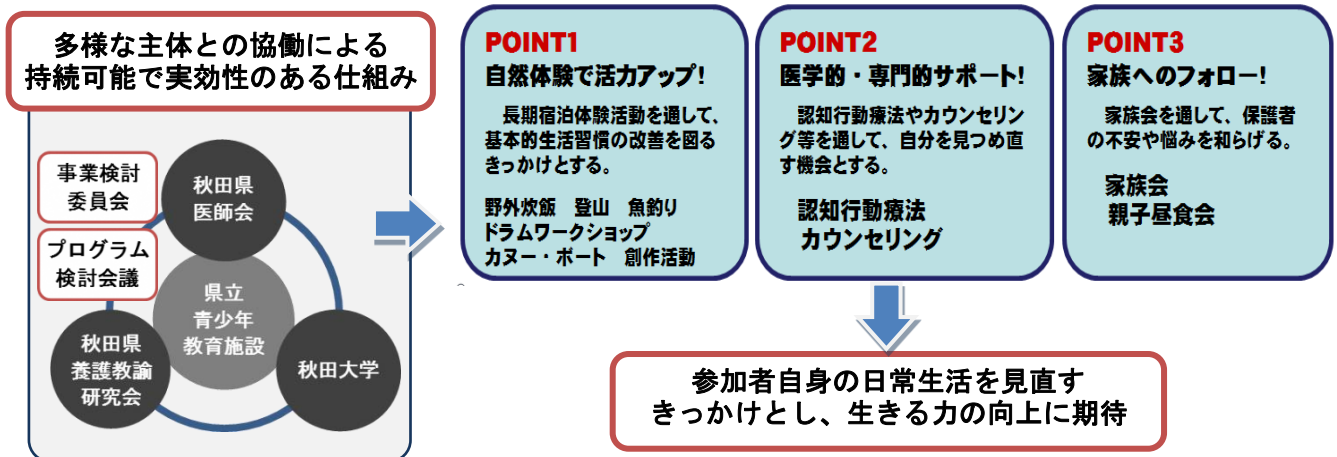 多様な主体との協働による
持続可能で実効性のある仕組み
事業検討
委員会
プログラム
検討会議
秋田県
医師会
県立
青少年
教育施設
秋田県
養護教諭
研究会
秋田大学
POINT1
自然体験で活力アップ!
長期宿泊体験活動を通して、
基本的生活習慣の改善を図る
きっかけとする。
野外炊飯 登山 魚釣り
ドラムワークショップ
カヌー・ボート 創作活動
POINT2
医学的・専門的サポート!
認知行動療法やカウンセリン
グ等を通して、自分を見つめ直
す機会とする。
認知行動療法
カウンセリング
POINT3
家族へのフォロー!
家族会を通して、保護者
の不安や悩みを和らげる。
家族会
親子昼食会
参加者自身の日常生活を見直す
きっかけとし、生きる力の向上に期待